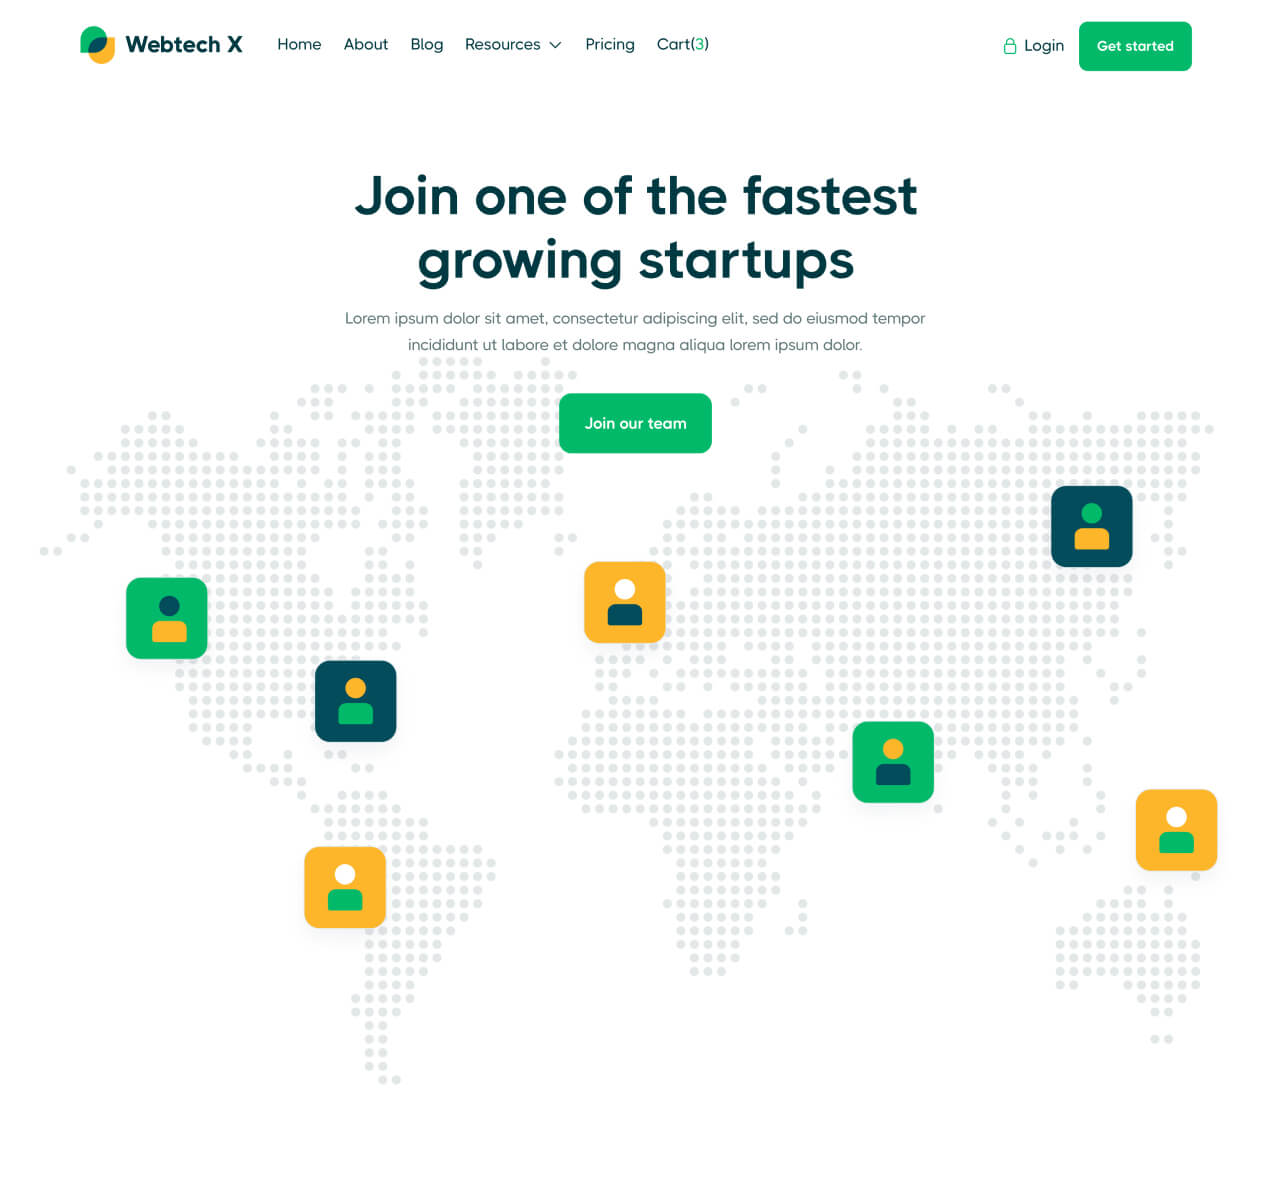 Webtech X
Home About Blog Resources Pricing Cart(3)
Login
Get started
Join one of the fastest
growing startups
Lorem ipsum dolor sit amet, consectetur adipiscing elit, sed do eiusmod tempor
incididunt ut labore et dolore magna aliqua lorem ipsum dolor.
Join our team